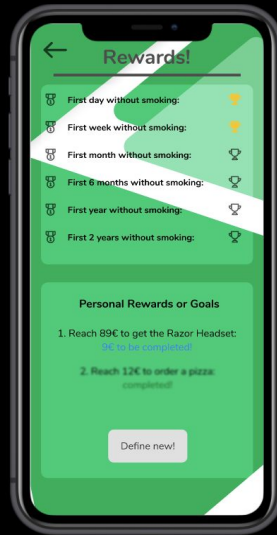 Rewards!
First day without smoking:
First week without smoking:
First month without smoking:
First 6 months without smoking:
First year without smoking:
First 2 years without smoking:
Personal Rewards or Goals
1. Reach 89€ to get the Razor Headset:
9€ to be completed!
2. Reach 12€ to order a pizza:
completed!
Define new!